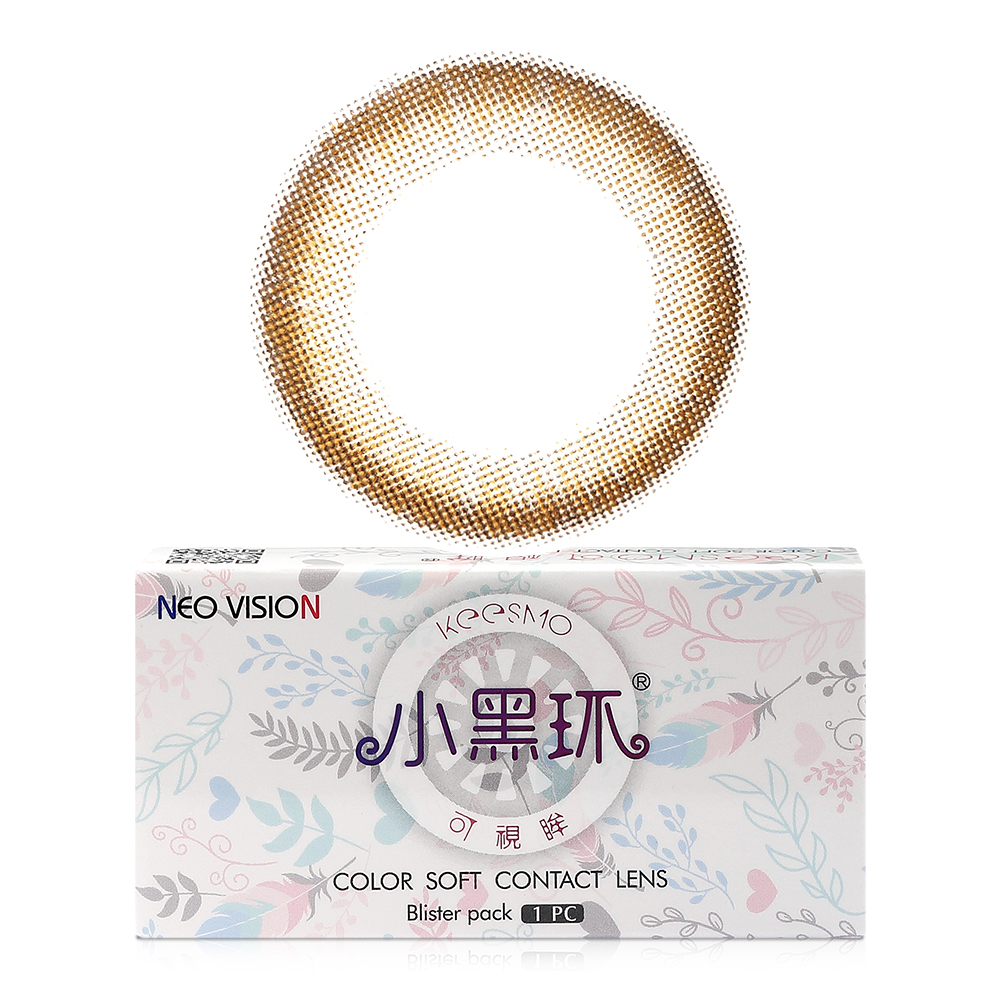 NEO VISION
KeeSMO
小黑环®
可視眸
COLOR SOFT CONTACT LENS
Blister pack 1 PC